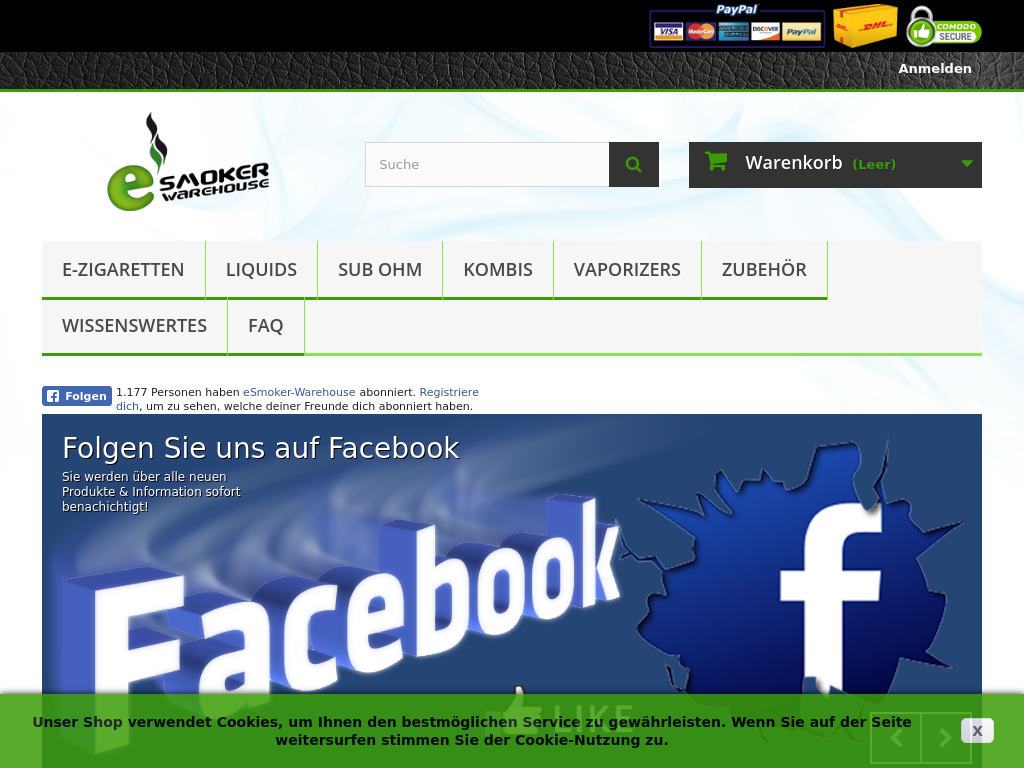 PayPal
VISA MasterCard AMERICAN EXPRESS DISCOVER PayPal
DHL
COMODO
SECURE
Anmelden
eSMOKER
WAREHOUSE
Suche
Warenkorb (Leer)
E-ZIGARETTEN LIQUIDS SUB OHM KOMBIS VAPORIZERS ZUBEHÖR
WISSENSWERTES FAQ
Folgen
1.177 Personen haben eSmoker-Warehouse abonniert. Registriere
dich, um zu sehen, welche deiner Freunde dich abonniert haben.
Folgen Sie uns auf Facebook
Sie werden über alle neuen
Produkte & Information sofort
benachichtigt!
Facebook
f
LIKE
Unser Shop verwendet Cookies, um Ihnen den bestmöglichen Service zu gewährleisten. Wenn Sie auf der Seite
weitersurfen stimmen Sie der Cookie-Nutzung zu.
X